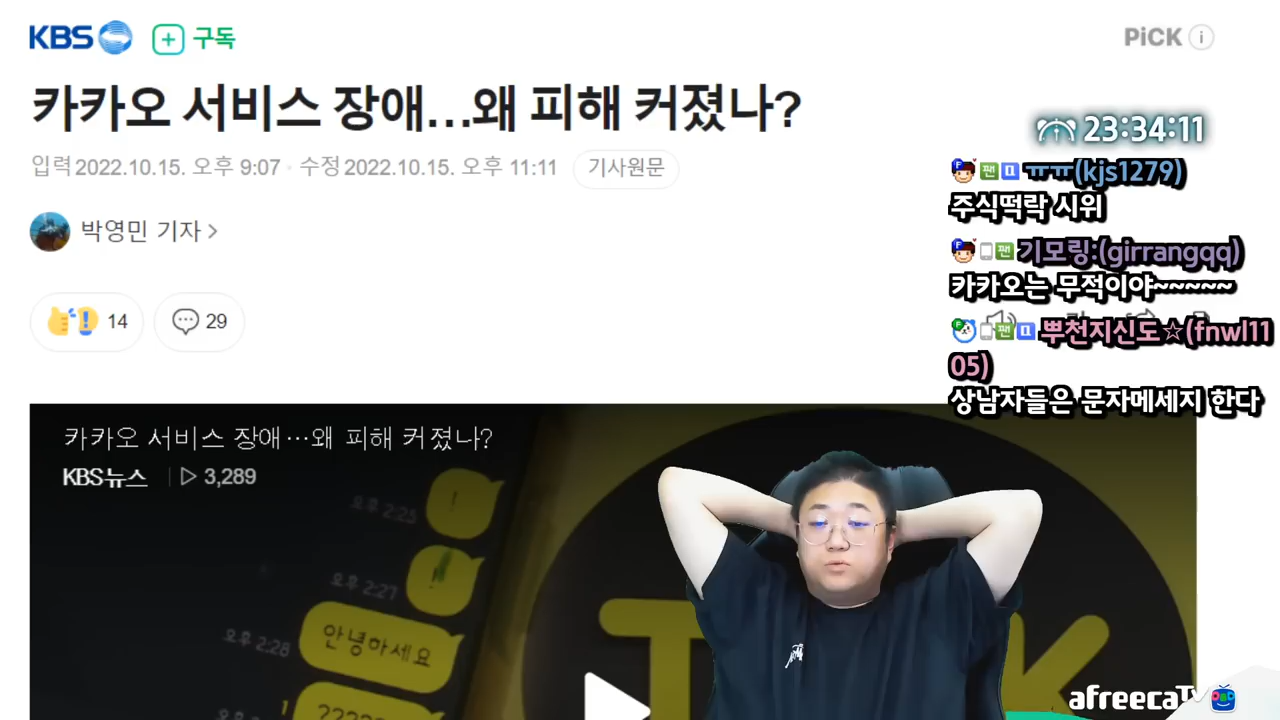 KBS 구독
PiCK
카카오 서비스 장애...왜 피해 커졌나?
입력 2022.10.15. 오후 9:07 · 수정 2022.10.15. 오후 11:11 기사원문
박영민 기자
14 29
23:34:11
팬 ㅠㅠ(kjs1279)
주식떡락 시위
팬 기모링:(girrangqq)
카카오는 무적이야~~~~~
팬 뿌천지신도☆(fnwl11
05)
상남자들은 문자메세지 한다
카카오 서비스 장애…왜 피해 커졌나?
KBS뉴스 3,289
오후 2:25 !
오후 2:27 !
오후 2:28 안녕하세요
1
T K
afreecaTV